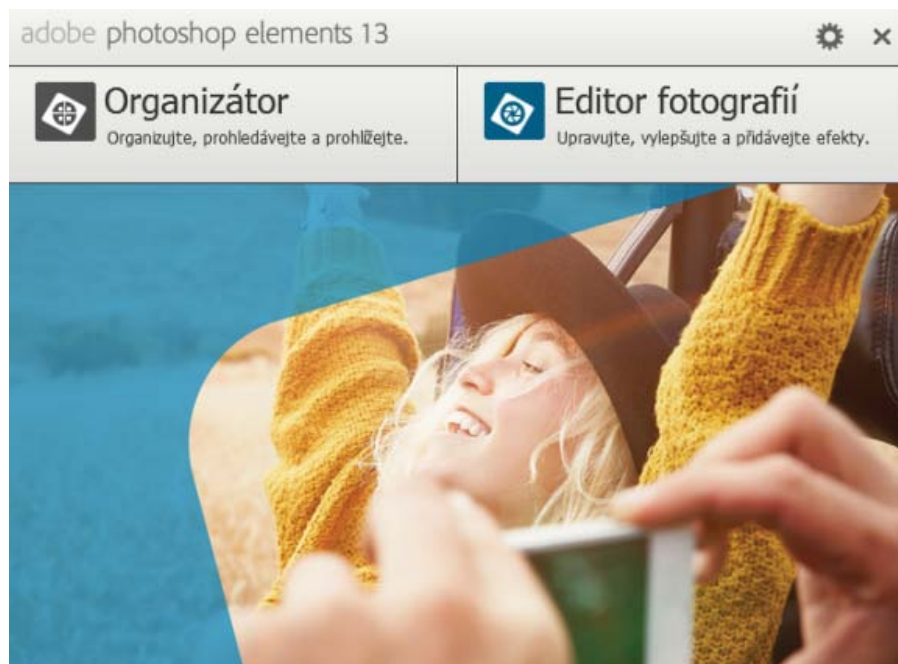 adobe photoshop elements 13
Organizátor
Organizujte, prohledávejte a prohlížejte.
Editor fotografií
Upravujte, vylepšujte a přidávejte efekty.